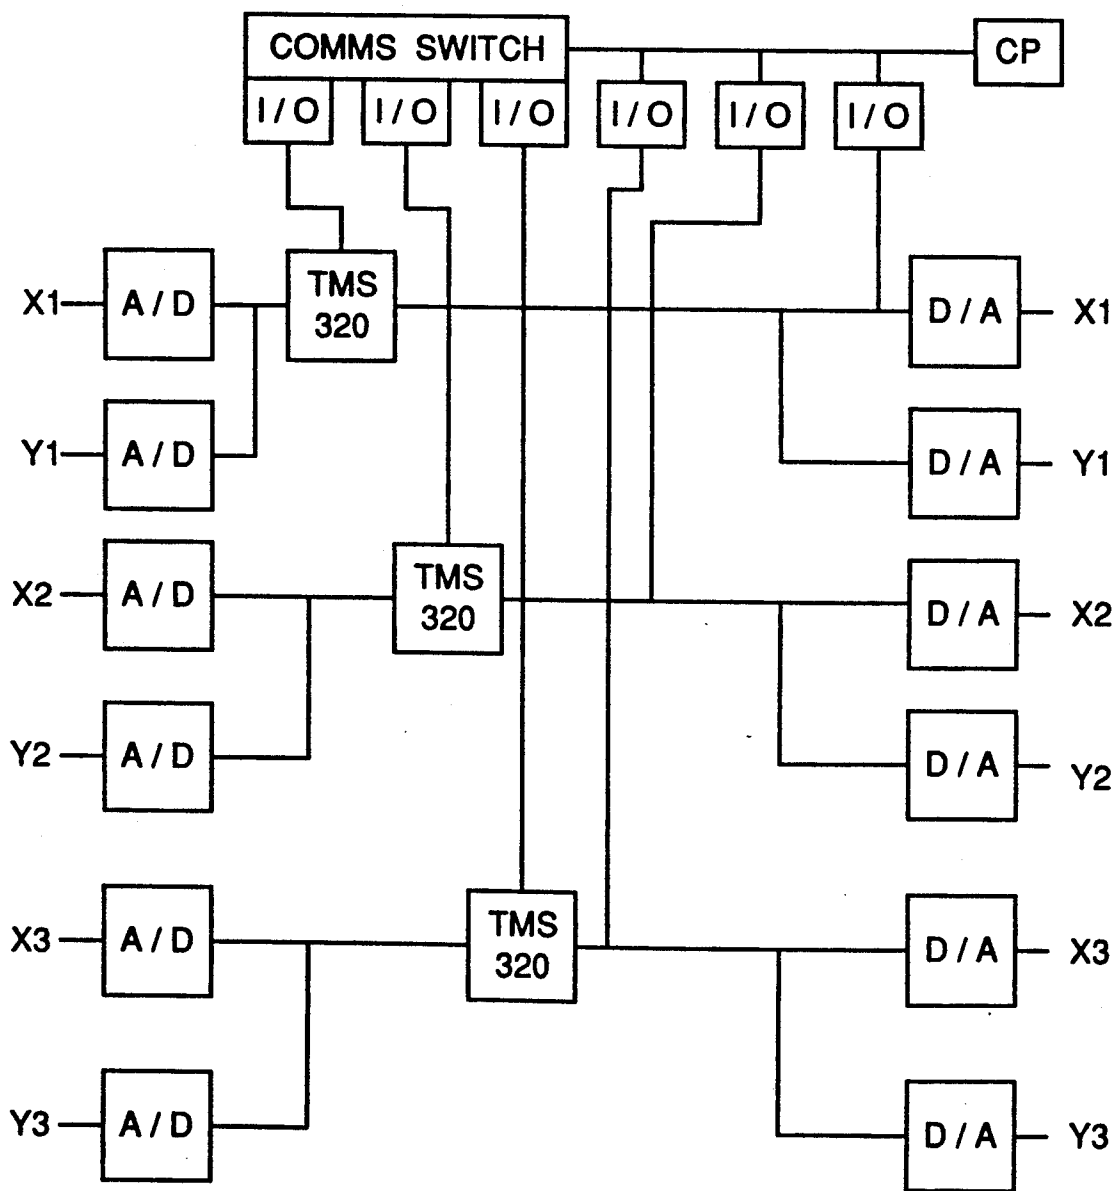 COMMS SWITCH
CP
I/O
I/O
I/O
I/O
I/O
I/O
X1
A/D
TMS
320
D/A
X1
Y1
A/D
D/A
Y1
X2
A/D
TMS
320
D/A
X2
Y2
A/D
D/A
Y2
X3
A/D
TMS
320
D/A
X3
Y3
A/D
D/A
Y3